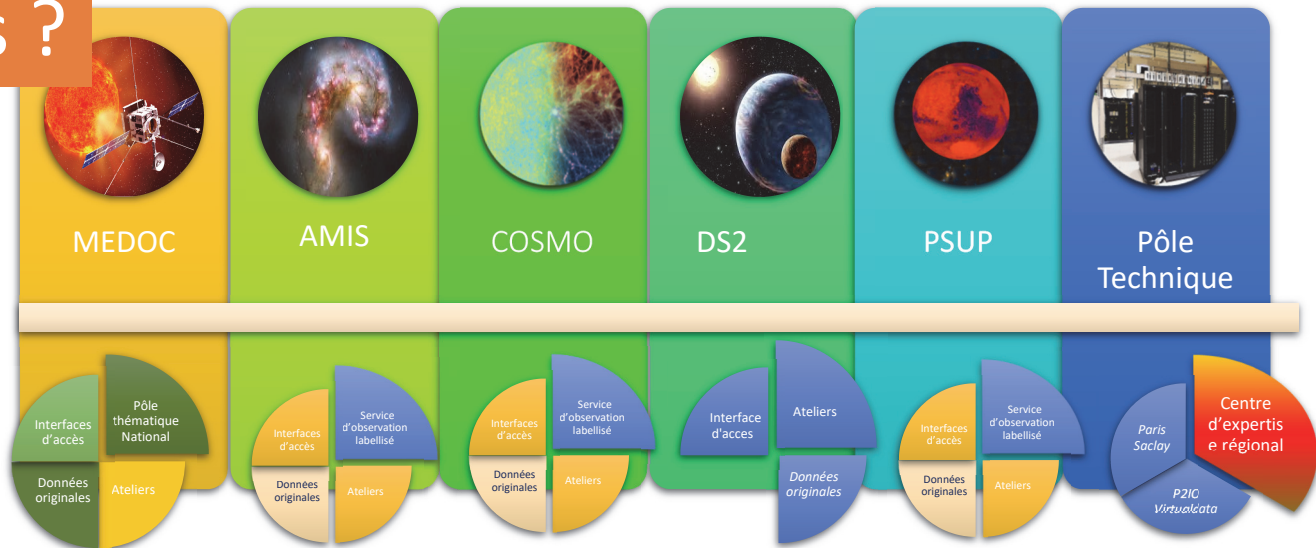 s ?
MEDOC
AMIS
COSMO
DS2
PSUP
Pôle
Technique
Interfaces
d'accès
Pôle
thématique
National
Données
originales
Ateliers
Interfaces
d'accès
Service
d'observation
labellisé
Données
originales
Ateliers
Interfaces
d'accès
Service
d'observation
labellisé
Données
originales
Ateliers
Interface
d'acces
Ateliers
Données
originales
Interfaces
d'accès
Service
d'observation
labellisé
Données
originales
Ateliers
Paris
Saclay
Centre
d'expertis
e régional
P2IO
Virtualdata